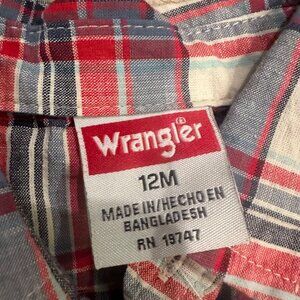 Wrangler®
12M
MADE IN/HECHO EN
BANGLADESH
RN 19747